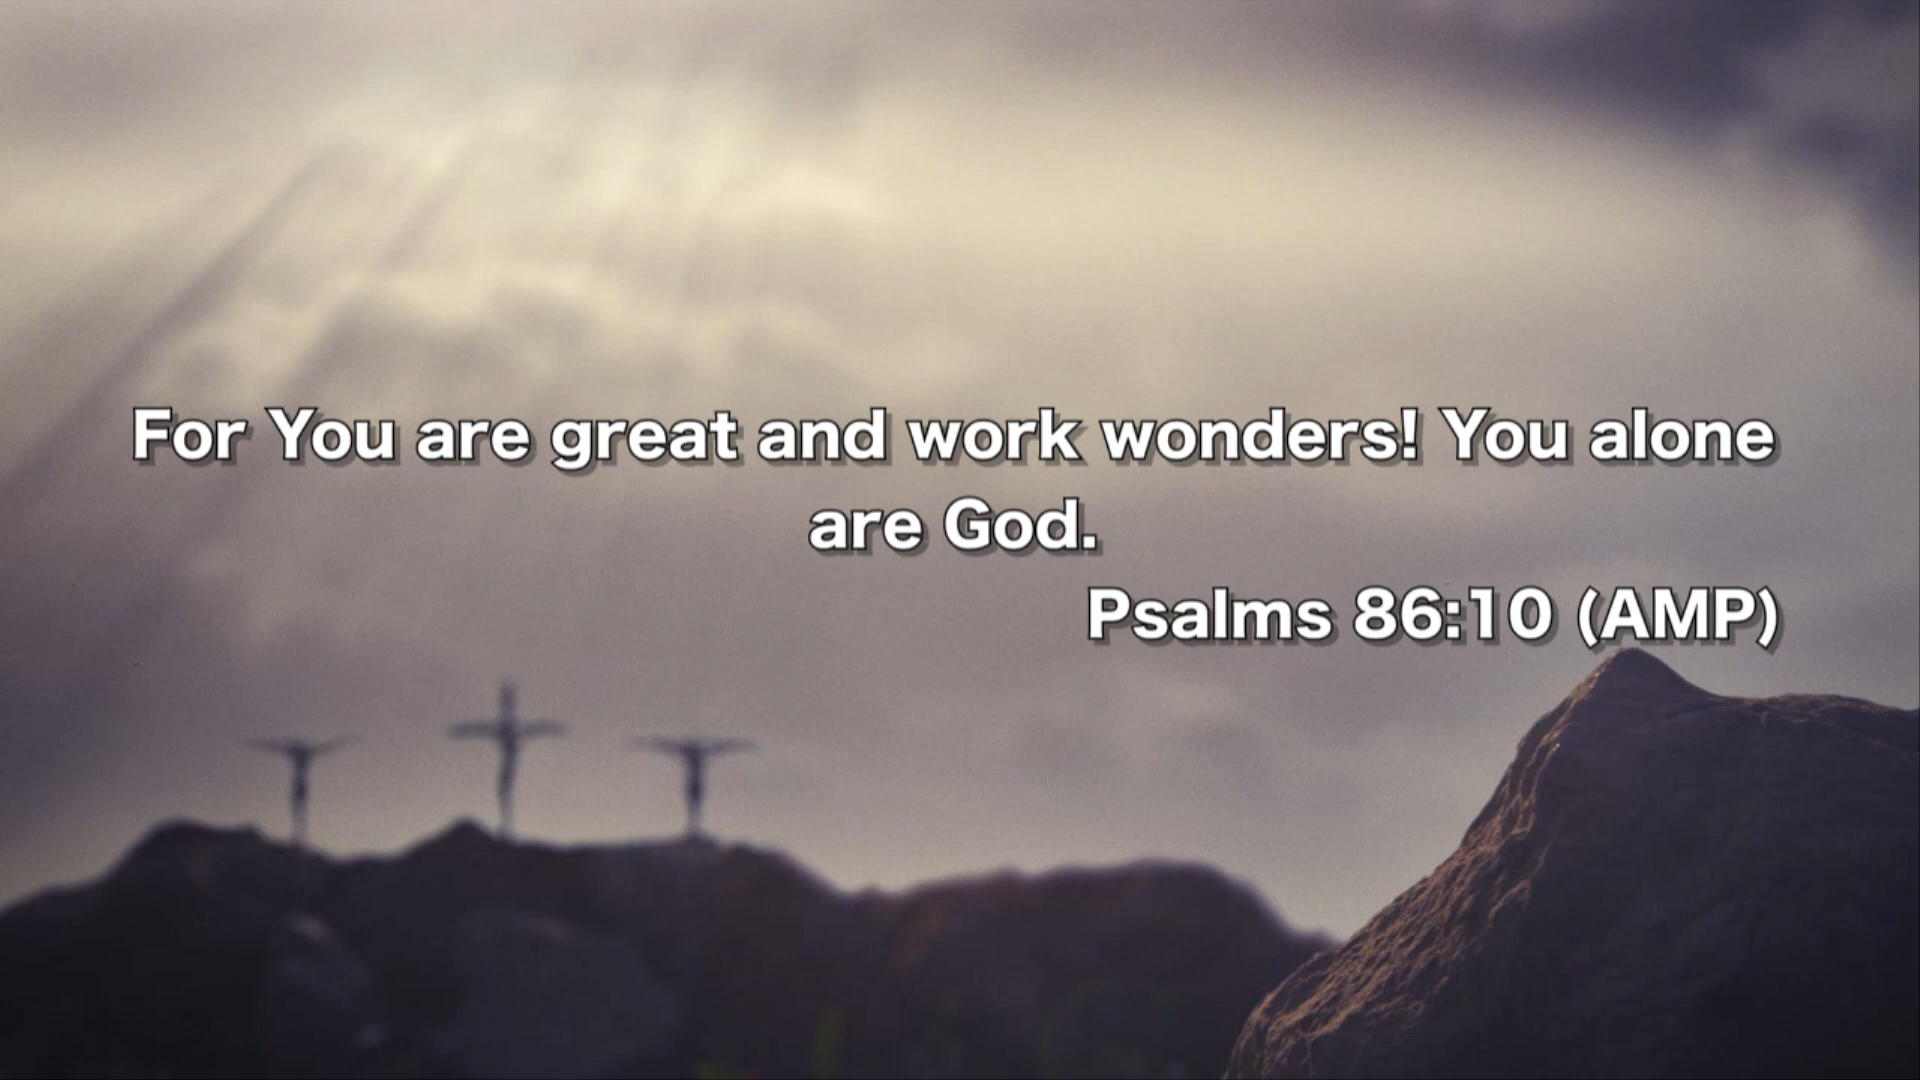 For You are great and work wonders! You alone
are God.
Psalms 86:10 (AMP)